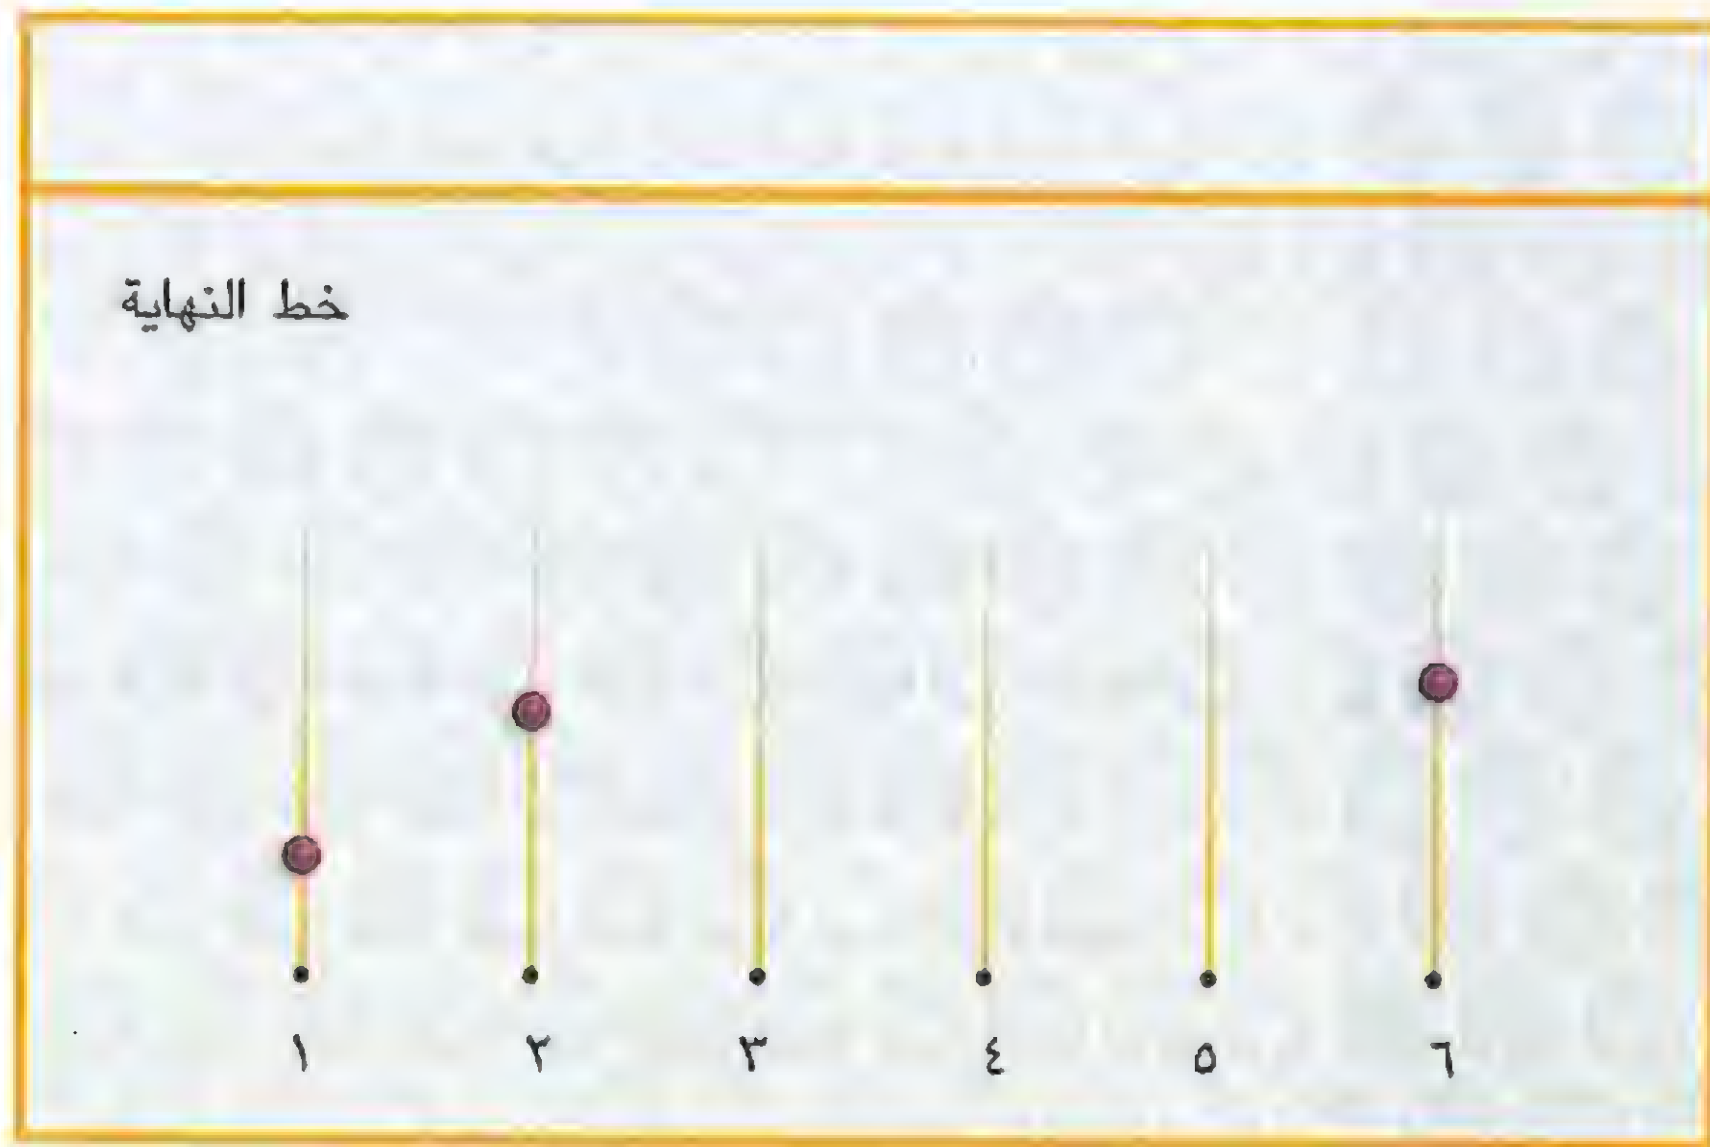 خط النهاية
١ ٢ ٣ ٤ ٥ ٦